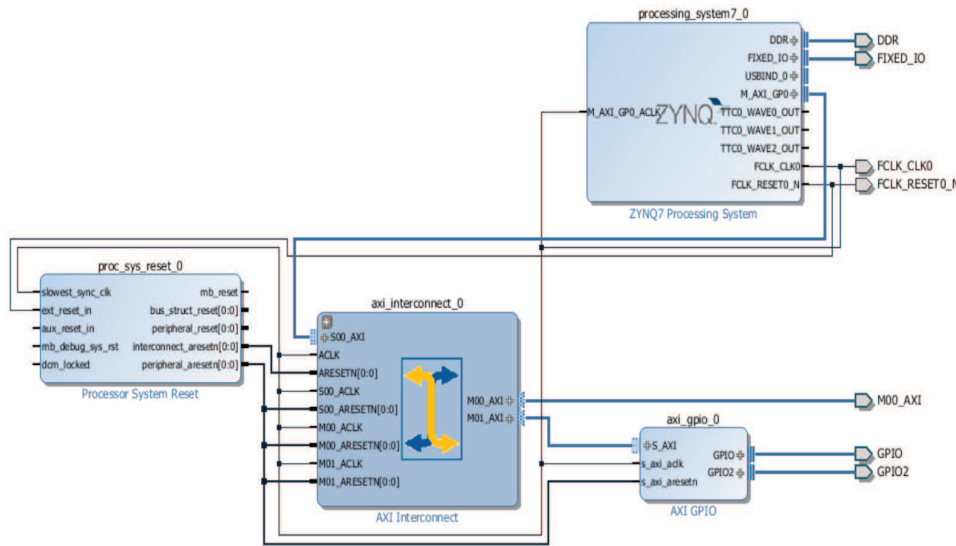 processing_system7_0
DDR
FIXED_IO
USBIND_0
M_AXI_GP0
TTC0_WAVE0_OUT
TTC0_WAVE1_OUT
TTC0_WAVE2_OUT
FCLK_CLK0
FCLK_RESET0_N
M_AXI_GP0_ACLK
ZYNQ
ZYNQ7 Processing System
DDR
FIXED_IO
FCLK_CLK0
FCLK_RESET0_N
proc_sys_reset_0
slowest_sync_clk
ext_reset_in
aux_reset_in
mb_debug_sys_rst
dcm_locked
mb_reset
bus_struct_reset[0:0]
peripheral_reset[0:0]
interconnect_aresetn[0:0]
peripheral_aresetn[0:0]
Processor System Reset
axi_interconnect_0
S00_AXI
ACLK
ARESETN[0:0]
S00_ACLK
S00_ARESETN[0:0]
M00_ACLK
M00_ARESETN[0:0]
M01_ACLK
M01_ARESETN[0:0]
M00_AXI
M01_AXI
AXI Interconnect
M00_AXI
axi_gpio_0
S_AXI
s_axi_aclk
s_axi_aresetn
GPIO
GPIO2
AXI GPIO
GPIO
GPIO2